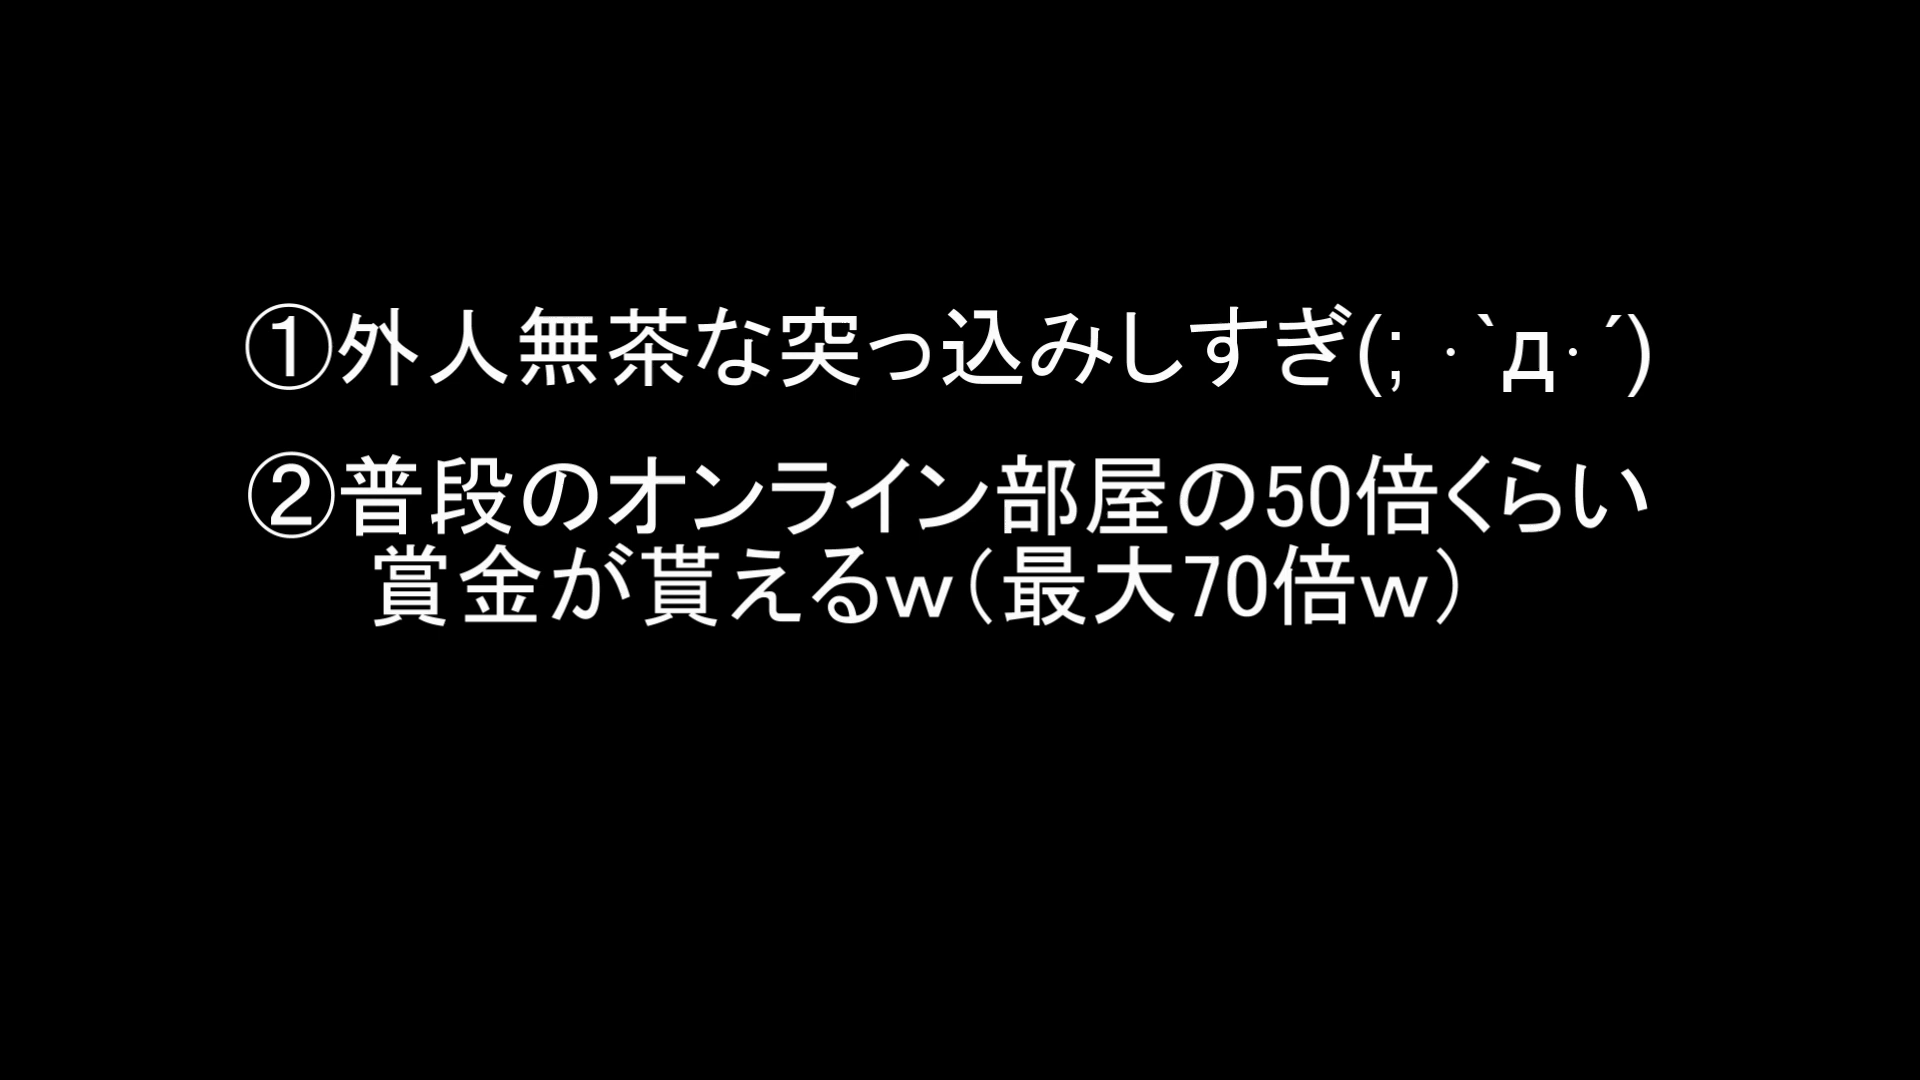 ①外人無茶な突っ込みしすぎ(;・`д・´)
②普段のオンライン部屋の50倍くらい
賞金が貰えるw（最大70倍w）